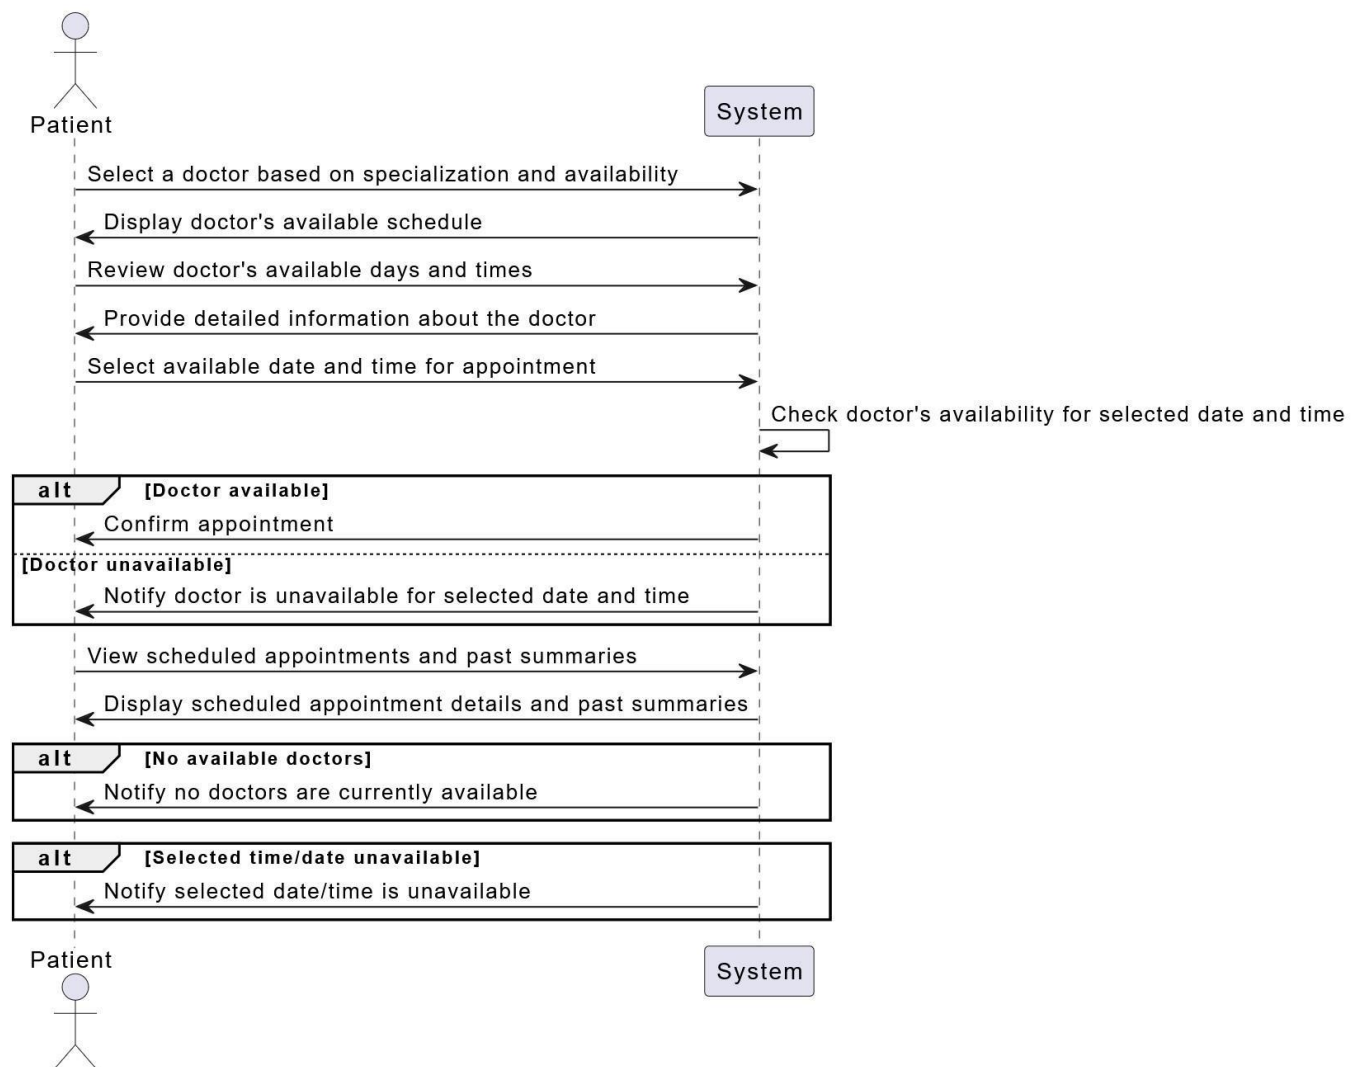 Patient
System
Select a doctor based on specialization and availability
Display doctor's available schedule
Review doctor's available days and times
Provide detailed information about the doctor
Select available date and time for appointment
Check doctor's availability for selected date and time
alt [Doctor available]
Confirm appointment
[Doctor unavailable]
Notify doctor is unavailable for selected date and time
View scheduled appointments and past summaries
Display scheduled appointment details and past summaries
alt [No available doctors]
Notify no doctors are currently available
alt [Selected time/date unavailable]
Notify selected date/time is unavailable
Patient
System